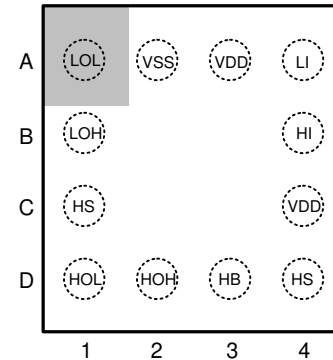 A LOL VSS VDD LI
B LOH HI
C HS VDD
D HOL HOH HB HS
1 2 3 4